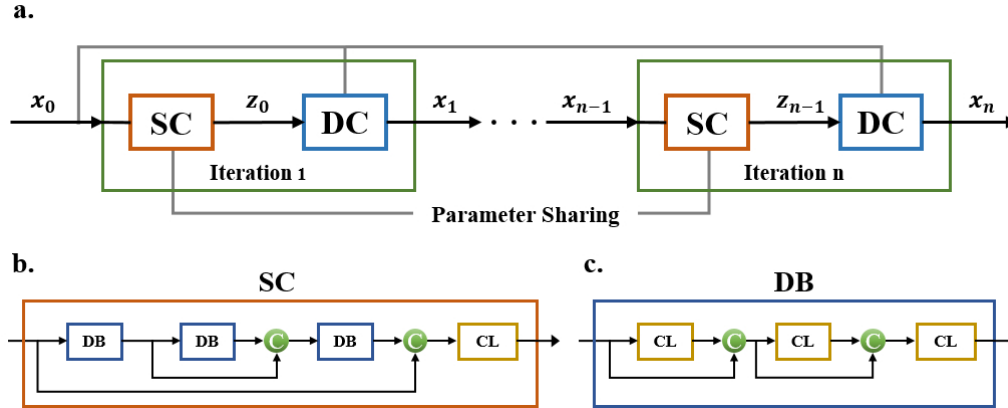 a.
x₀ z₀ x₁ xₙ₋₁ zₙ₋₁ xₙ
SC DC . . . SC DC
Iteration 1 Iteration n
Parameter Sharing
b. SC
DB DB C DB C CL
c. DB
CL C CL C CL